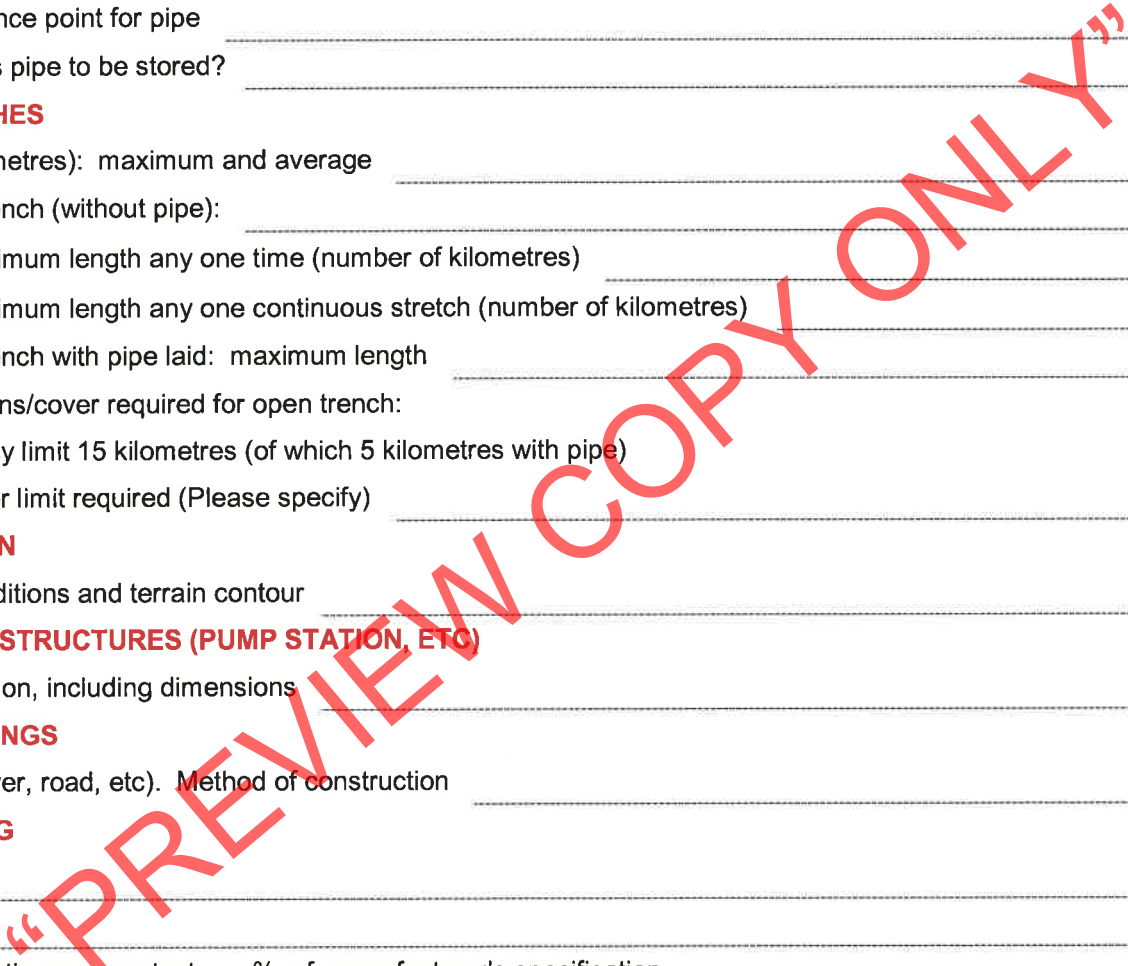 nce point for pipe
s pipe to be stored?
HES
netres): maximum and average
nch (without pipe):
imum length any one time (number of kilometres)
imum length any one continuous stretch (number of kilometres)
nch with pipe laid: maximum length
ns/cover required for open trench:
y limit 15 kilometres (of which 5 kilometres with pipe)
r limit required (Please specify)
N
ditions and terrain contour
STRUCTURES (PUMP STATION, ETC)
on, including dimensions
NGS
er, road, etc). Method of construction
G
“PREVIEW COPY ONLY”